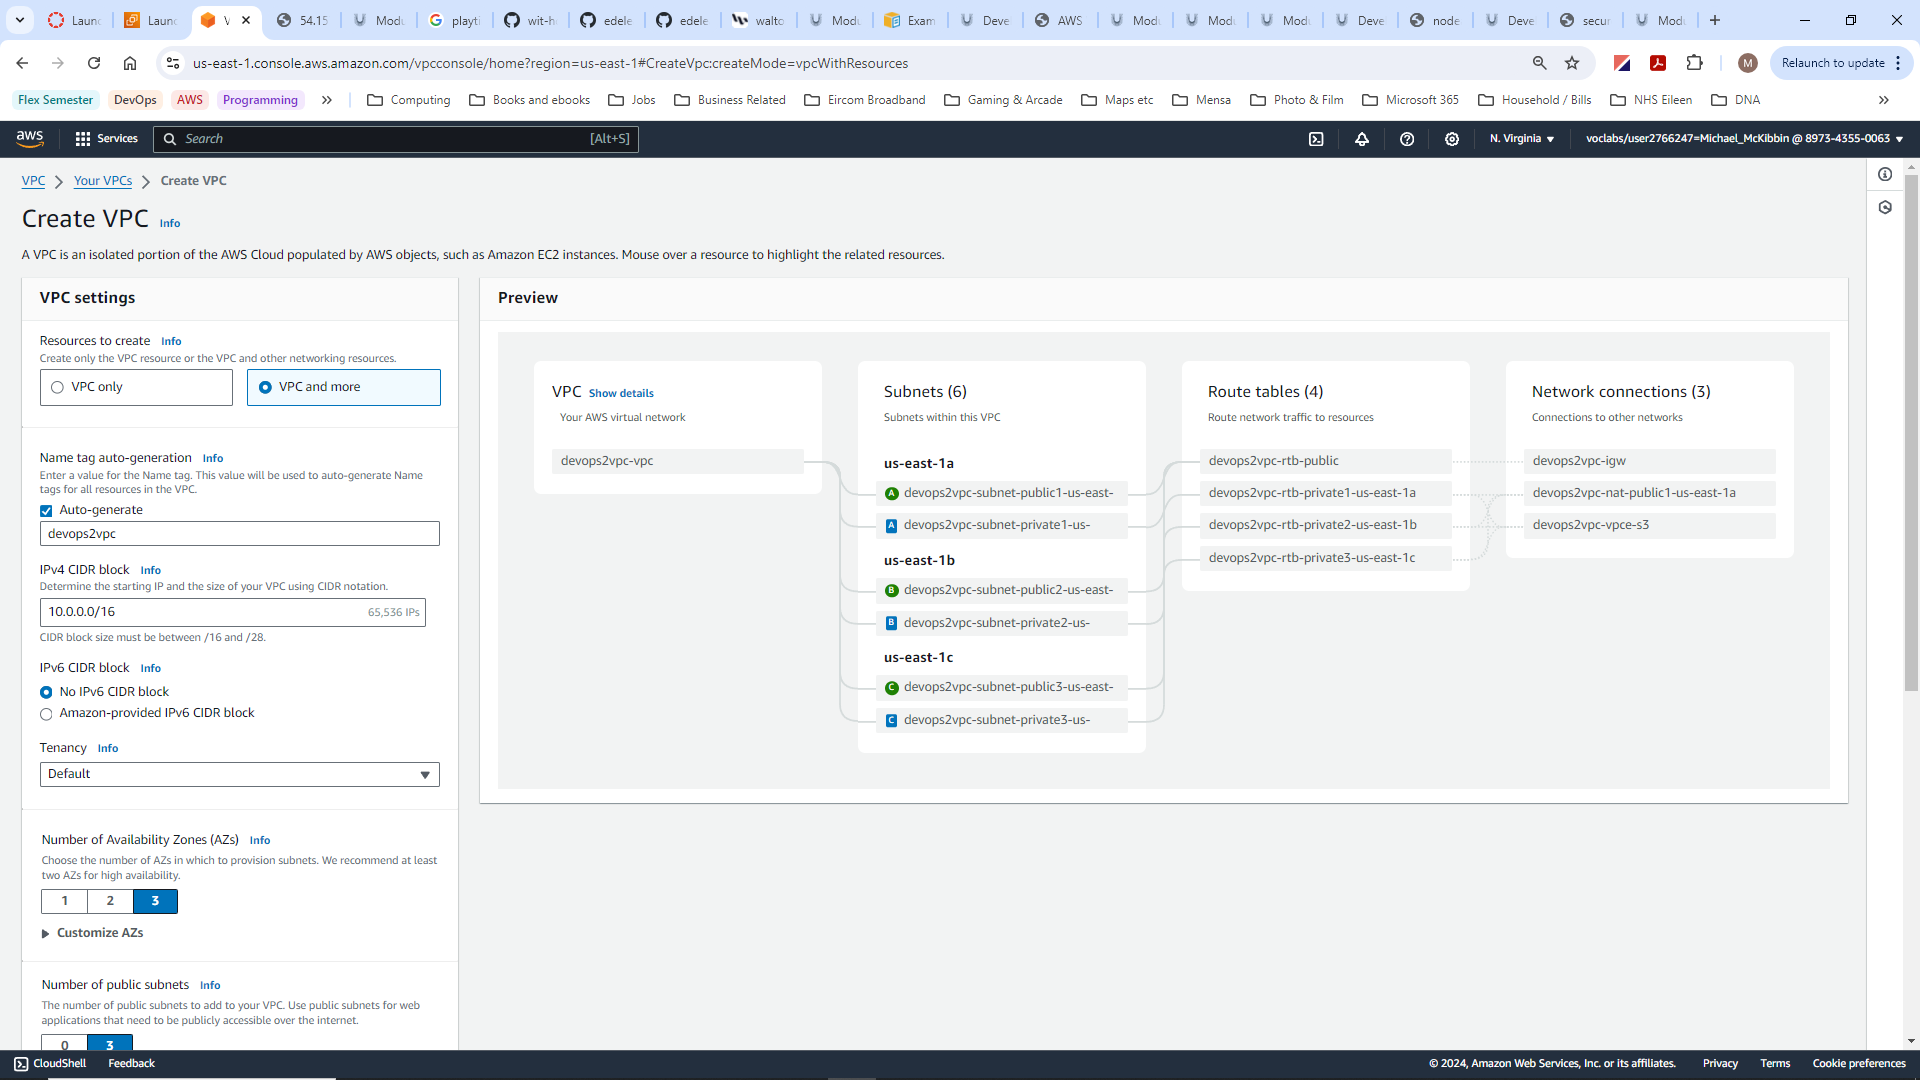 Laun
Laun
V
54.15
Modu
playti
wit-h
edele
edele
walto
Modu
Exam
Deve
AWS
Modu
Modu
Modu
Deve
node
Deve
secur
Modu
us-east-1.console.aws.amazon.com/vpcconsole/home?region=us-east-1#CreateVpc:createMode=vpcWithResources
M
Relaunch to update
Flex Semester
DevOps
AWS
Programming
Computing
Books and ebooks
Jobs
Business Related
Eircom Broadband
Gaming & Arcade
Maps etc
Mensa
Photo & Film
Microsoft 365
Household / Bills
NHS Eileen
DNA
aws
Services
Search
[Alt+S]
N. Virginia
voclabs/user2766247=Michael_McKibbin @ 8973-4355-0063
VPC
Your VPCs
Create VPC
Create VPC Info
A VPC is an isolated portion of the AWS Cloud populated by AWS objects, such as Amazon EC2 instances. Mouse over a resource to highlight the related resources.
VPC settings
Resources to create Info
Create only the VPC resource or the VPC and other networking resources.
VPC only
VPC and more
Name tag auto-generation Info
Enter a value for the Name tag. This value will be used to auto-generate Name
tags for all resources in the VPC.
Auto-generate
devops2vpc
IPv4 CIDR block Info
Determine the starting IP and the size of your VPC using CIDR notation.
10.0.0.0/16
65,536 IPs
CIDR block size must be between /16 and /28.
IPv6 CIDR block Info
No IPv6 CIDR block
Amazon-provided IPv6 CIDR block
Tenancy Info
Default
Number of Availability Zones (AZs) Info
Choose the number of AZs in which to provision subnets. We recommend at least
two AZs for high availability.
1
2
3
Customize AZs
Number of public subnets Info
The number of public subnets to add to your VPC. Use public subnets for web
applications that need to be publicly accessible over the internet.
0
3
Preview
VPC Show details
Your AWS virtual network
devops2vpc-vpc
Subnets (6)
Subnets within this VPC
us-east-1a
A devops2vpc-subnet-public1-us-east-
A devops2vpc-subnet-private1-us-
us-east-1b
B devops2vpc-subnet-public2-us-east-
B devops2vpc-subnet-private2-us-
us-east-1c
C devops2vpc-subnet-public3-us-east-
C devops2vpc-subnet-private3-us-
Route tables (4)
Route network traffic to resources
devops2vpc-rtb-public
devops2vpc-rtb-private1-us-east-1a
devops2vpc-rtb-private2-us-east-1b
devops2vpc-rtb-private3-us-east-1c
Network connections (3)
Connections to other networks
devops2vpc-igw
devops2vpc-nat-public1-us-east-1a
devops2vpc-vpce-s3
CloudShell
Feedback
© 2024, Amazon Web Services, Inc. or its affiliates.
Privacy
Terms
Cookie preferences